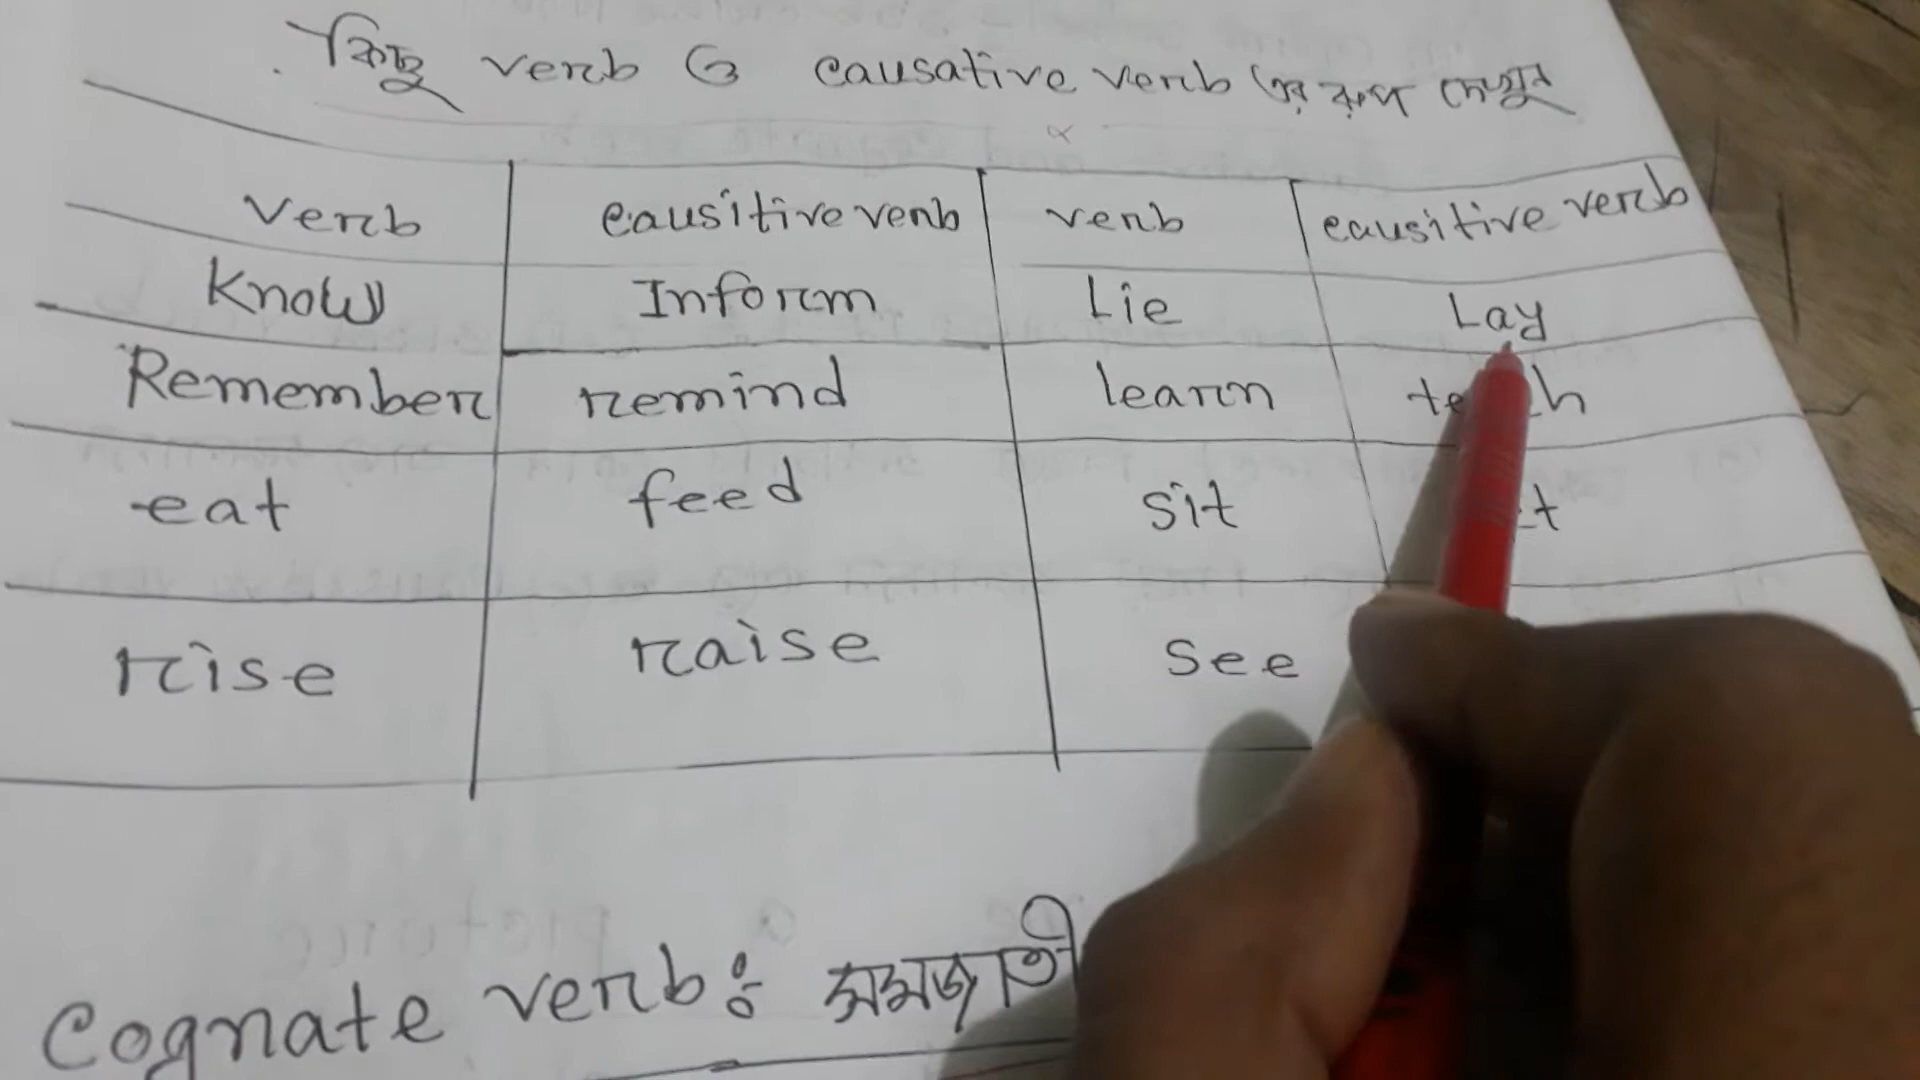 কিছু verb ও causative verb এর রূপ দেখুন
verb causitive verb verb causitive verb
Know Inform Lie Lay
Remember remind learn
eat feed sit
rise raise see
Cognate verb: